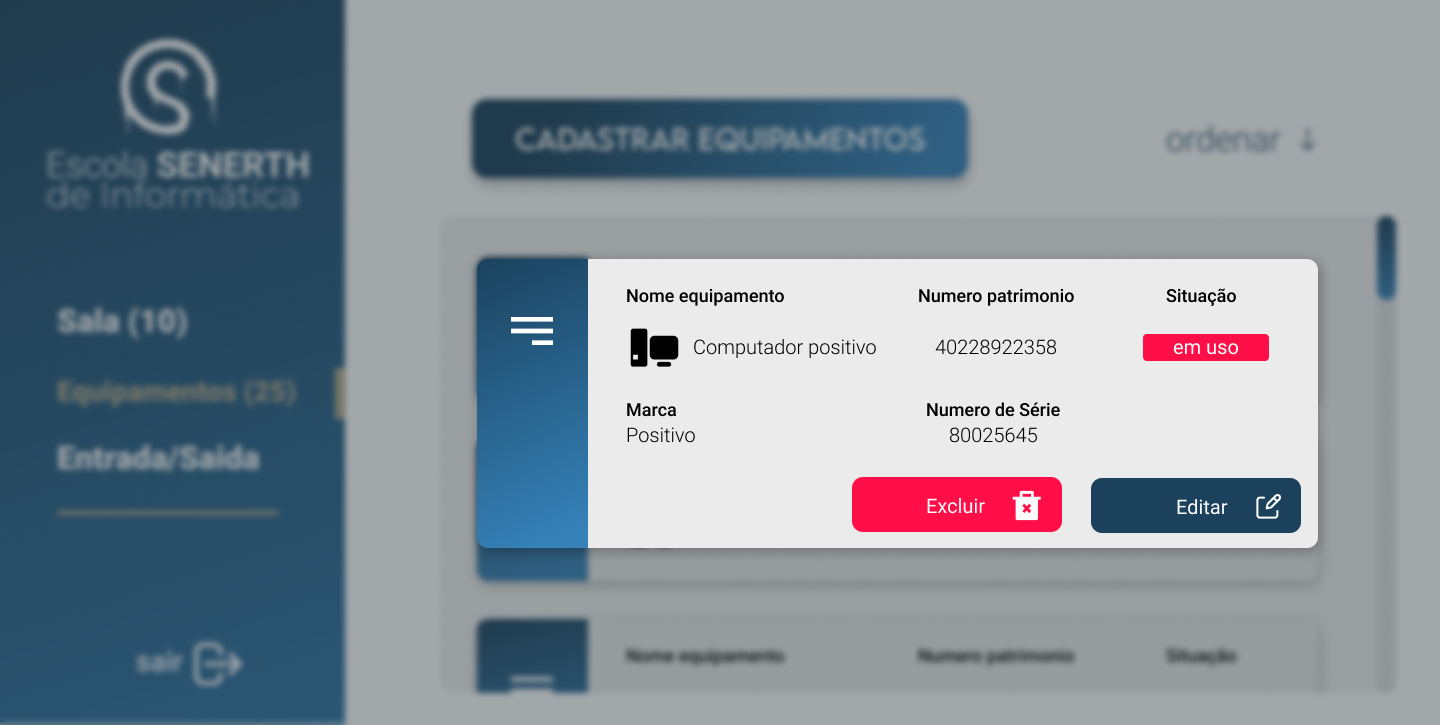 Escola SENERTH
de Informática
Sala (10)
Equipamentos (25)
Entrada/Saida
sair
CADASTRAR EQUIPAMENTOS
ordenar ↓
Nome equipamento Numero patrimonio Situação
Computador positivo 40228922358 em uso
Marca Numero de Série
Positivo 80025645
Excluir Editar
Nome equipamento Numero patrimonio Situação